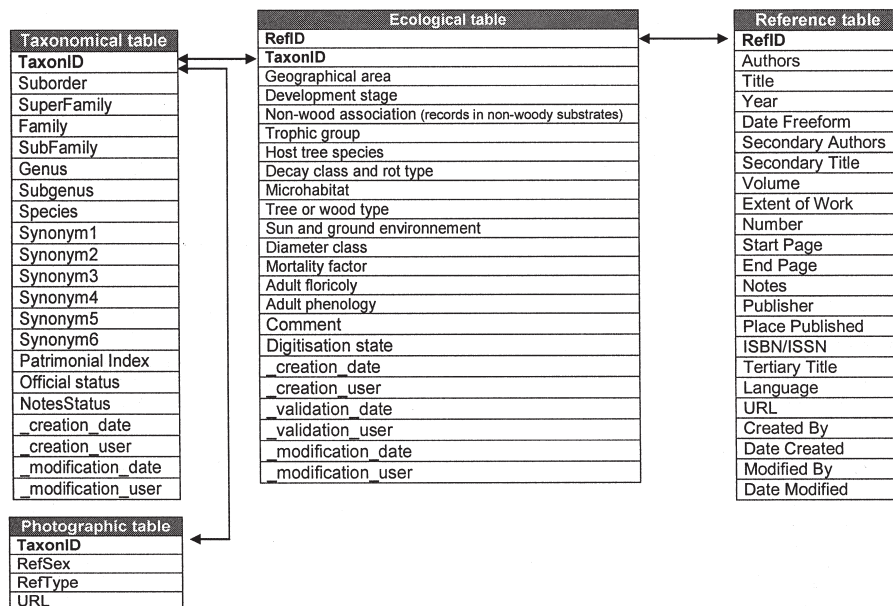 Taxonomical table
TaxonID
Suborder
SuperFamily
Family
SubFamily
Genus
Subgenus
Species
Synonym1
Synonym2
Synonym3
Synonym4
Synonym5
Synonym6
Patrimonial Index
Official status
NotesStatus
_creation_date
_creation_user
_modification_date
_modification_user
Photographic table
TaxonID
RefSex
RefType
URL
Ecological table
RefID
TaxonID
Geographical area
Development stage
Non-wood association (records in non-woody substrates)
Trophic group
Host tree species
Decay class and rot type
Microhabitat
Tree or wood type
Sun and ground environnement
Diameter class
Mortality factor
Adult floricoly
Adult phenology
Comment
Digitisation state
_creation_date
_creation_user
_validation_date
_validation_user
_modification_date
_modification_user
Reference table
RefID
Authors
Title
Year
Date Freeform
Secondary Authors
Secondary Title
Volume
Extent of Work
Number
Start Page
End Page
Notes
Publisher
Place Published
ISBN/ISSN
Tertiary Title
Language
URL
Created By
Date Created
Modified By
Date Modified